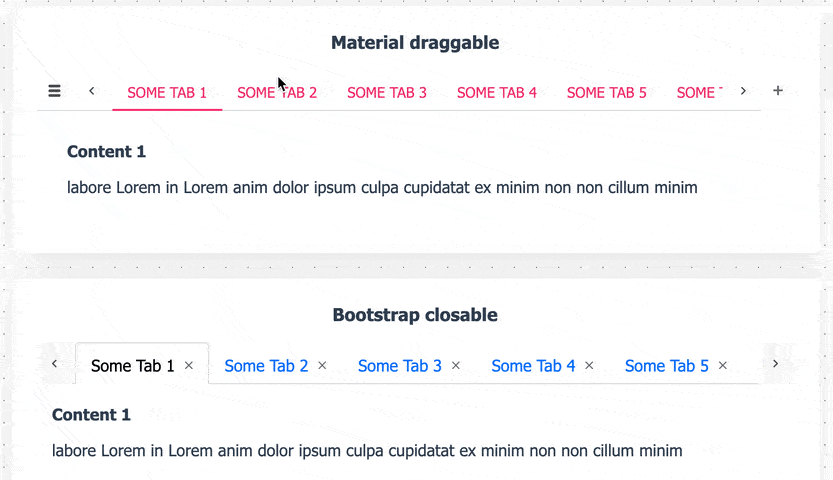 Material draggable
SOME TAB 1 SOME TAB 2 SOME TAB 3 SOME TAB 4 SOME TAB 5 SOME
Content 1
labore Lorem in Lorem anim dolor ipsum culpa cupidatat ex minim non non cillum minim
Bootstrap closable
Some Tab 1 × Some Tab 2 × Some Tab 3 × Some Tab 4 × Some Tab 5 ×
Content 1
labore Lorem in Lorem anim dolor ipsum culpa cupidatat ex minim non non cillum minim